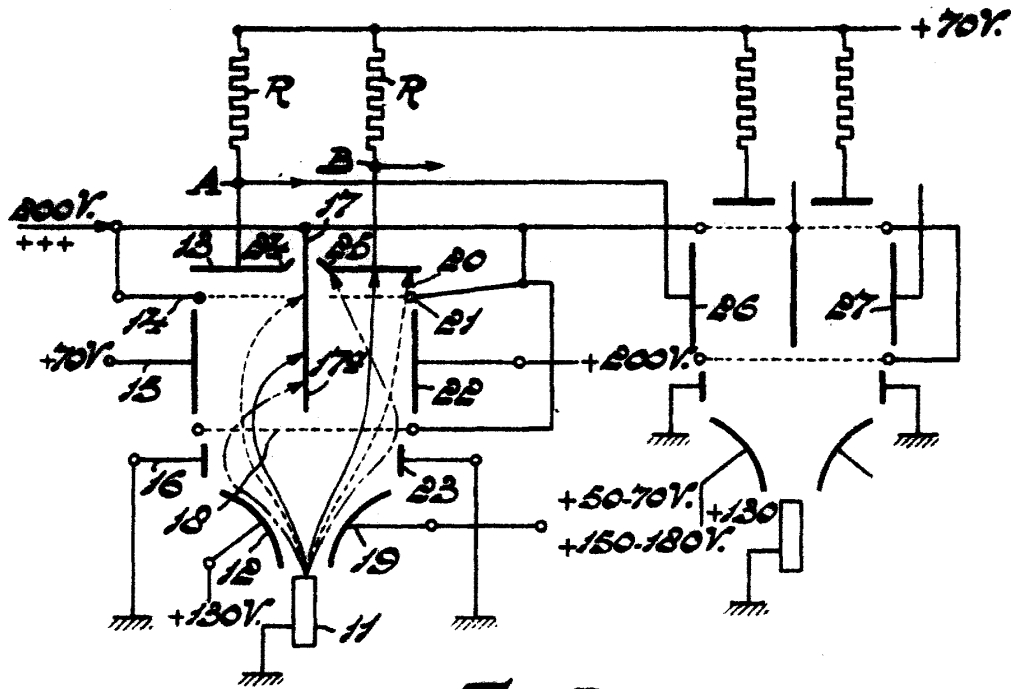 +70V.
R R
B
A
200V.
+++
17
13 24 25 20
14 21
26 27
+70V
15
17a
+200V.
22
16 23
18
12 19
+50-70V.
+130
+150-180V.
+130V.
11